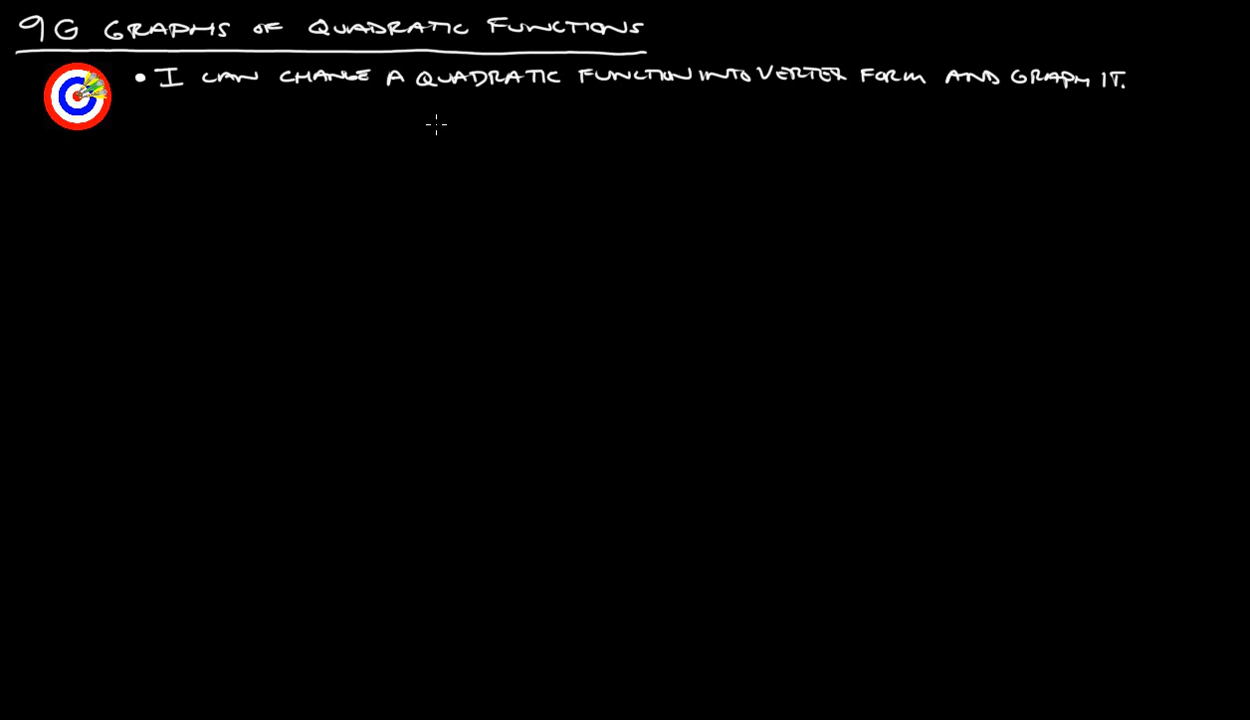 9G GRAPHS OF QUADRATIC FUNCTIONS
• I CAN CHANGE A QUADRATIC FUNCTION INTO VERTEX FORM AND GRAPH IT.